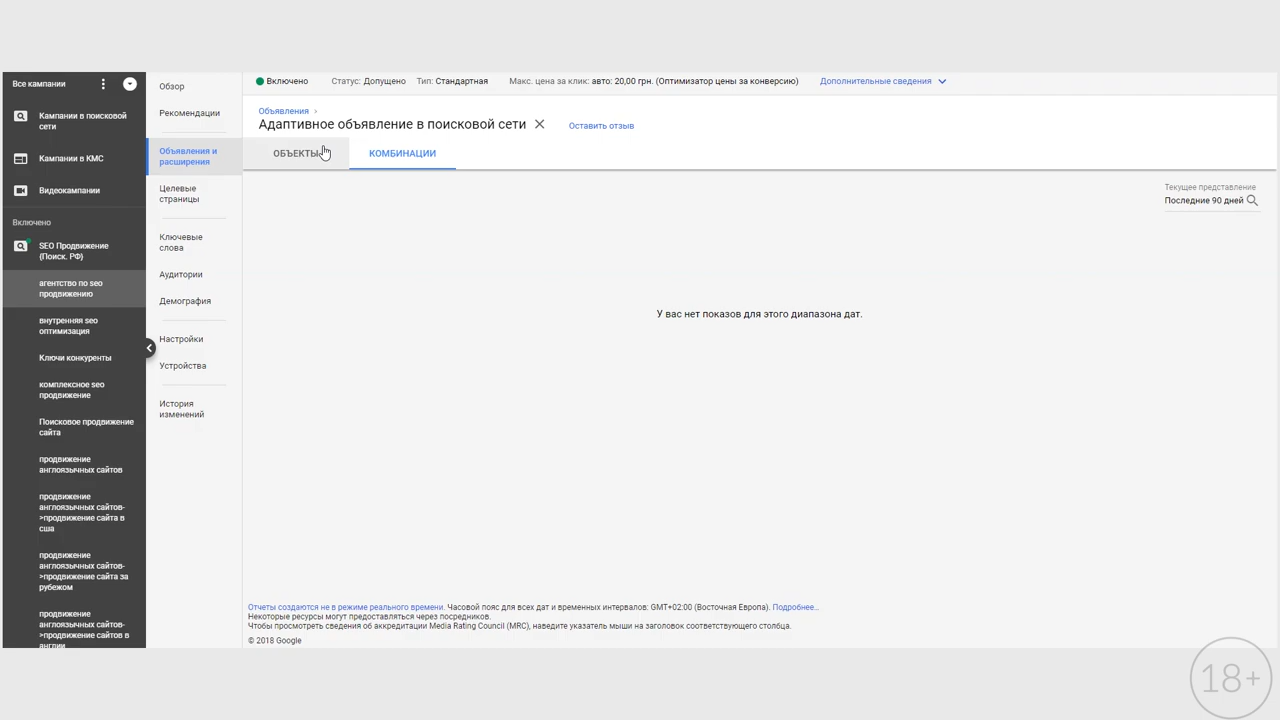 Все кампании
Кампании в поисковой
сети
Кампании в КМС
Видеокампании
Включено
SEO Продвижение
{Поиск. РФ}
агентство по seo
продвижению
внутренняя seo
оптимизация
Ключи конкуренты
комплексное seo
продвижение
Поисковое продвижение
сайта
продвижение
англоязычных сайтов
продвижение
англоязычных сайтов-
>продвижение сайта в
сша
продвижение
англоязычных сайтов-
>продвижение сайта за
рубежом
продвижение
англоязычных сайтов-
>продвижение сайтов в
англии
Обзор
Рекомендации
Объявления и
расширения
Целевые
страницы
Ключевые
слова
Аудитории
Демография
Настройки
Устройства
История
изменений
Включено Статус: Допущено Тип: Стандартная Макс. цена за клик: авто: 20,00 грн. (Оптимизатор цены за конверсию) Дополнительные сведения
Объявления >
Адаптивное объявление в поисковой сети Оставить отзыв
ОБЪЕКТЫ КОМБИНАЦИИ
Текущее представление
Последние 90 дней
У вас нет показов для этого диапазона дат.
Отчеты создаются не в режиме реального времени. Часовой пояс для всех дат и временных интервалов: GMT+02:00 (Восточная Европа). Подробнее…
Некоторые ресурсы могут предоставляться через посредников.
Чтобы просмотреть сведения об аккредитации Media Rating Council (MRC), наведите указатель мыши на заголовок соответствующего столбца.
© 2018 Google
18+